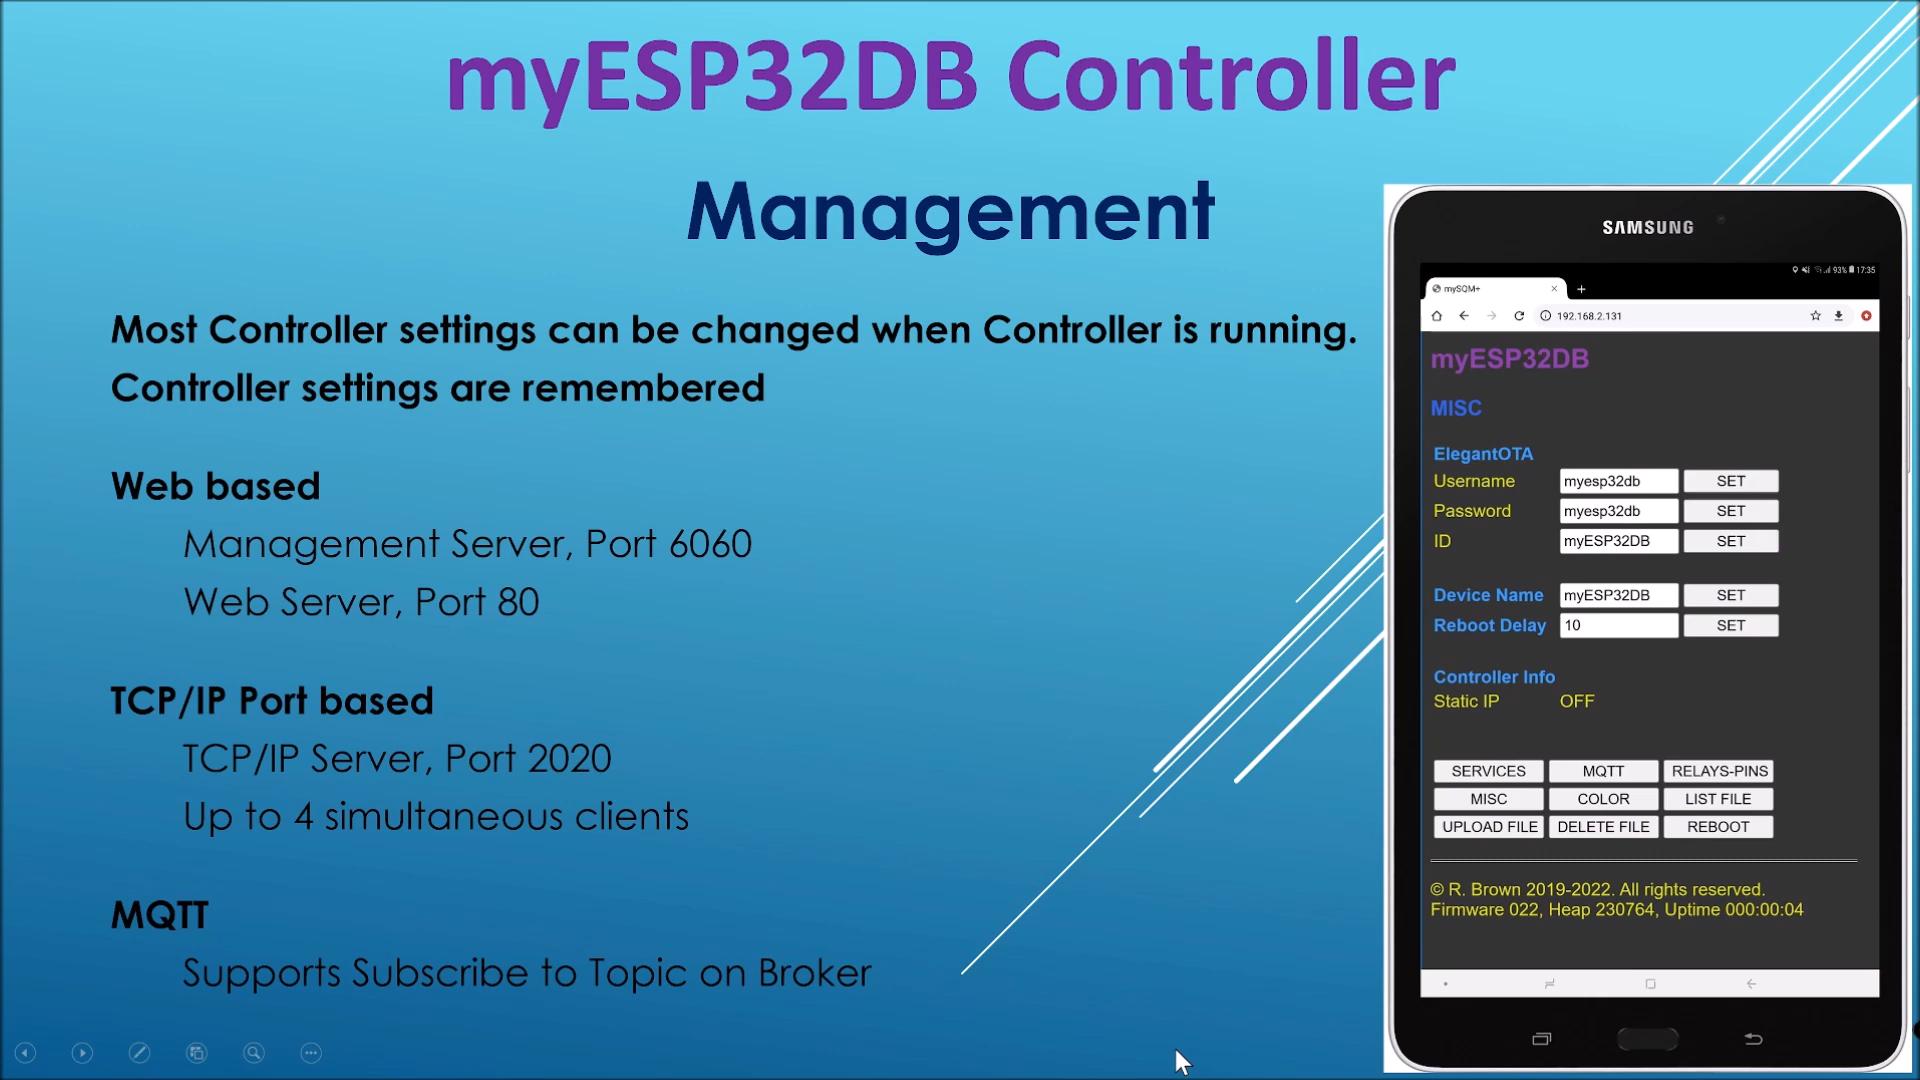 myESP32DB Controller
Management
Most Controller settings can be changed when Controller is running.
Controller settings are remembered
Web based
Management Server, Port 6060
Web Server, Port 80
TCP/IP Port based
TCP/IP Server, Port 2020
Up to 4 simultaneous clients
MQTT
Supports Subscribe to Topic on Broker
SAMSUNG
93% 17:35
mySQM+
192.168.2.131
myESP32DB
MISC
ElegantOTA
Username myesp32db SET
Password myesp32db SET
ID myESP32DB SET
Device Name myESP32DB SET
Reboot Delay 10 SET
Controller Info
Static IP OFF
SERVICES MQTT RELAYS-PINS
MISC COLOR LIST FILE
UPLOAD FILE DELETE FILE REBOOT
© R. Brown 2019-2022. All rights reserved.
Firmware 022, Heap 230764, Uptime 000:00:04